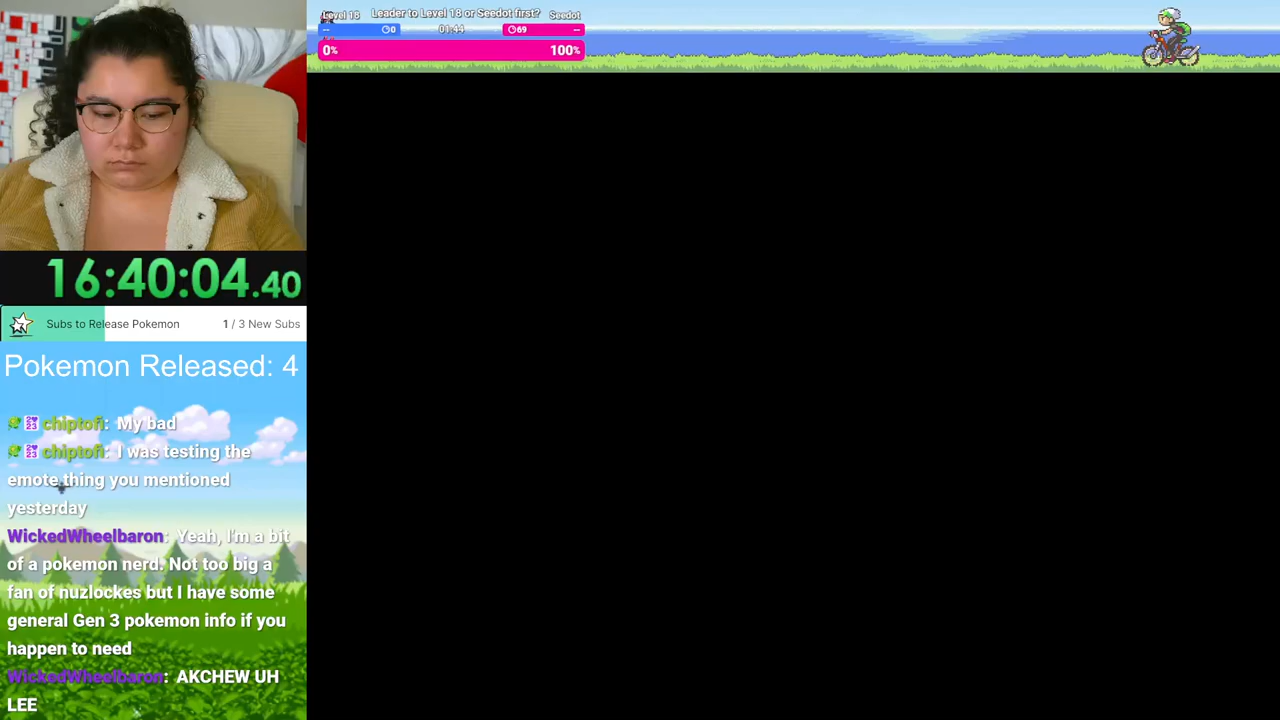 Level 18 Leader to Level 18 or Seedot first? Seedot
-- 0 01:44 69 --
0% 100%
16:40:04.40
Subs to Release Pokemon 1 / 3 New Subs
Pokemon Released: 4
chiptofi: My bad
chiptofi: I was testing the
emote thing you mentioned
yesterday
WickedWheelbaron: Yeah, I'm a bit
of a pokemon nerd. Not too big a
fan of nuzlockes but I have some
general Gen 3 pokemon info if you
happen to need
WickedWheelbaron: AKCHEW UH
LEE